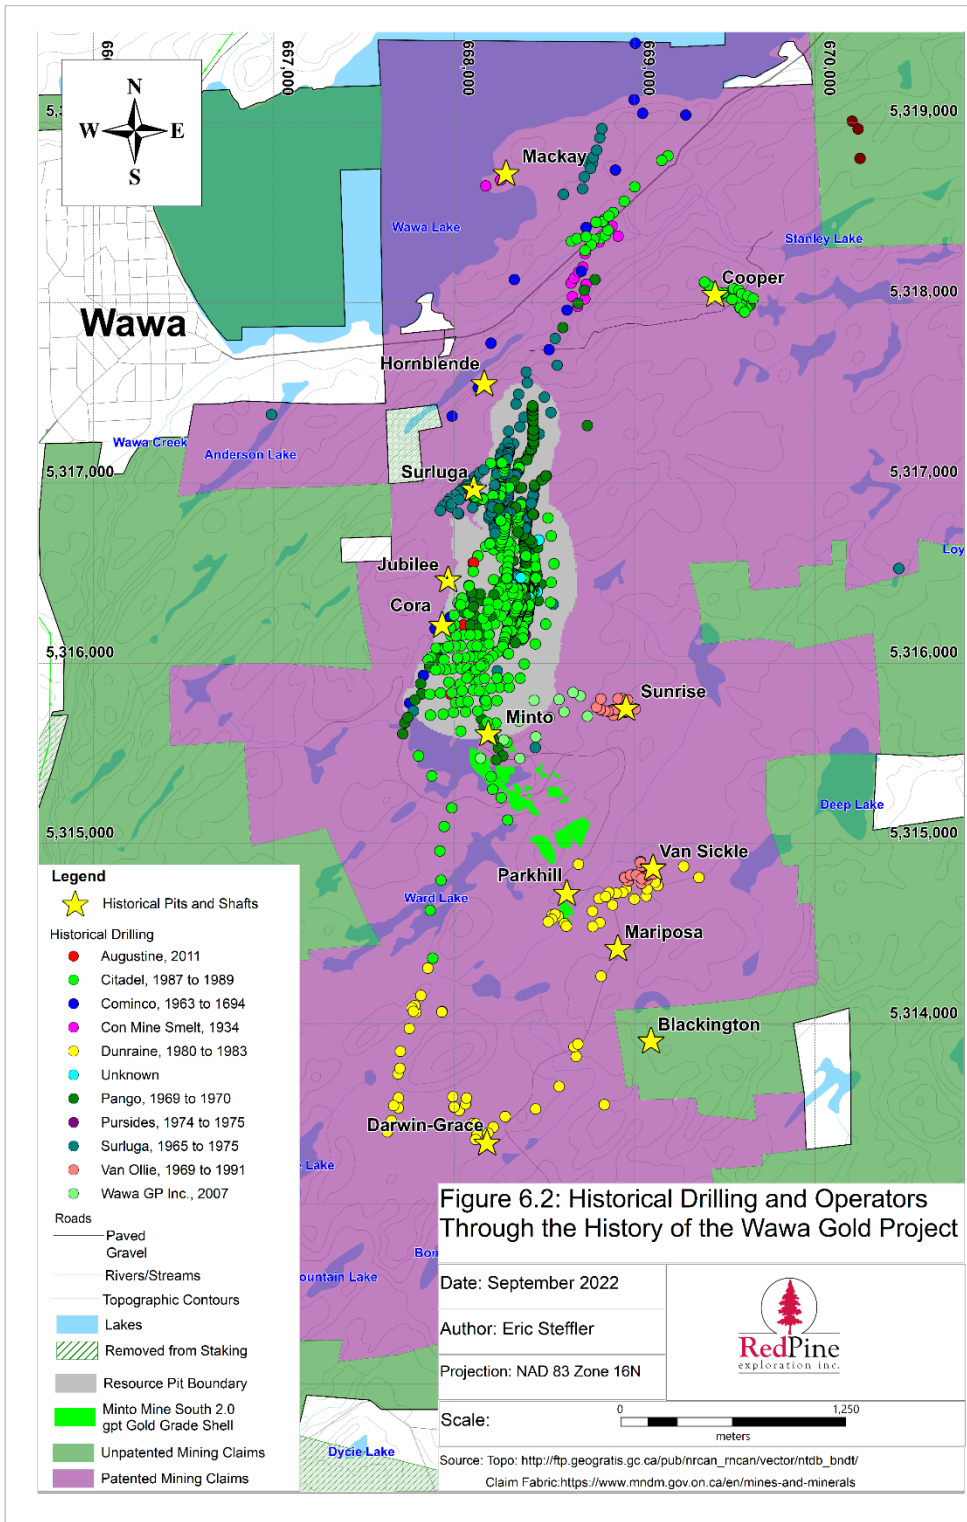 667,000
668,000
669,000
670,000
N
W E
S
5,319,000
Mackay
Wawa Lake
Stanley Lake
Cooper
5,318,000
Wawa
Hornblende
Wawa Creek
Anderson Lake
5,317,000
5,317,000
Surluga
Loy
Jubilee
Cora
5,316,000
5,316,000
Sunrise
Minto
Deep Lake
5,315,000
5,315,000
Van Sickle
Parkhill
Ward Lake
Mariposa
5,314,000
Blackington
Darwin-Grace
Legend
Historical Pits and Shafts
Historical Drilling
Augustine, 2011
Citadel, 1987 to 1989
Cominco, 1963 to 1694
Con Mine Smelt, 1934
Dunraine, 1980 to 1983
Unknown
Pango, 1969 to 1970
Pursides, 1974 to 1975
Surluga, 1965 to 1975
Van Ollie, 1969 to 1991
Wawa GP Inc., 2007
Roads
Paved
Gravel
Rivers/Streams
Topographic Contours
Lakes
Removed from Staking
Resource Pit Boundary
Minto Mine South 2.0
gpt Gold Grade Shell
Unpatented Mining Claims
Patented Mining Claims
Lake
Bon
ountain Lake
Dycie Lake
Figure 6.2: Historical Drilling and Operators
Through the History of the Wawa Gold Project
Date: September 2022
Author: Eric Steffler
Projection: NAD 83 Zone 16N
RedPine
exploration inc.
Scale:
0 1,250
meters
Source: Topo: http://ftp.geogratis.gc.ca/pub/nrcan_rncan/vector/ntdb_bndt/
Claim Fabric:https://www.mndm.gov.on.ca/en/mines-and-minerals